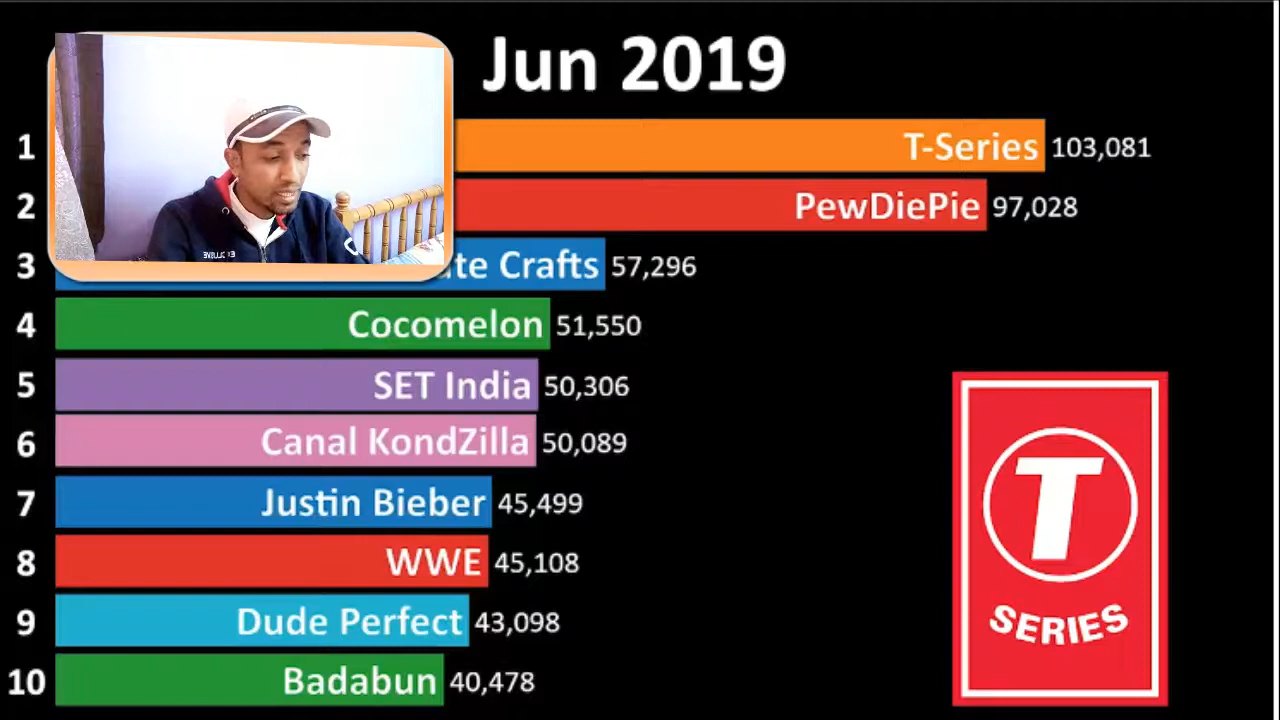 Jun 2019
1 T-Series 103,081
2 PewDiePie 97,028
3 Crafts 57,296
4 Cocomelon 51,550
5 SET India 50,306
6 Canal KondZilla 50,089
7 Justin Bieber 45,499
8 WWE 45,108
9 Dude Perfect 43,098
10 Badabun 40,478
T
SERIES